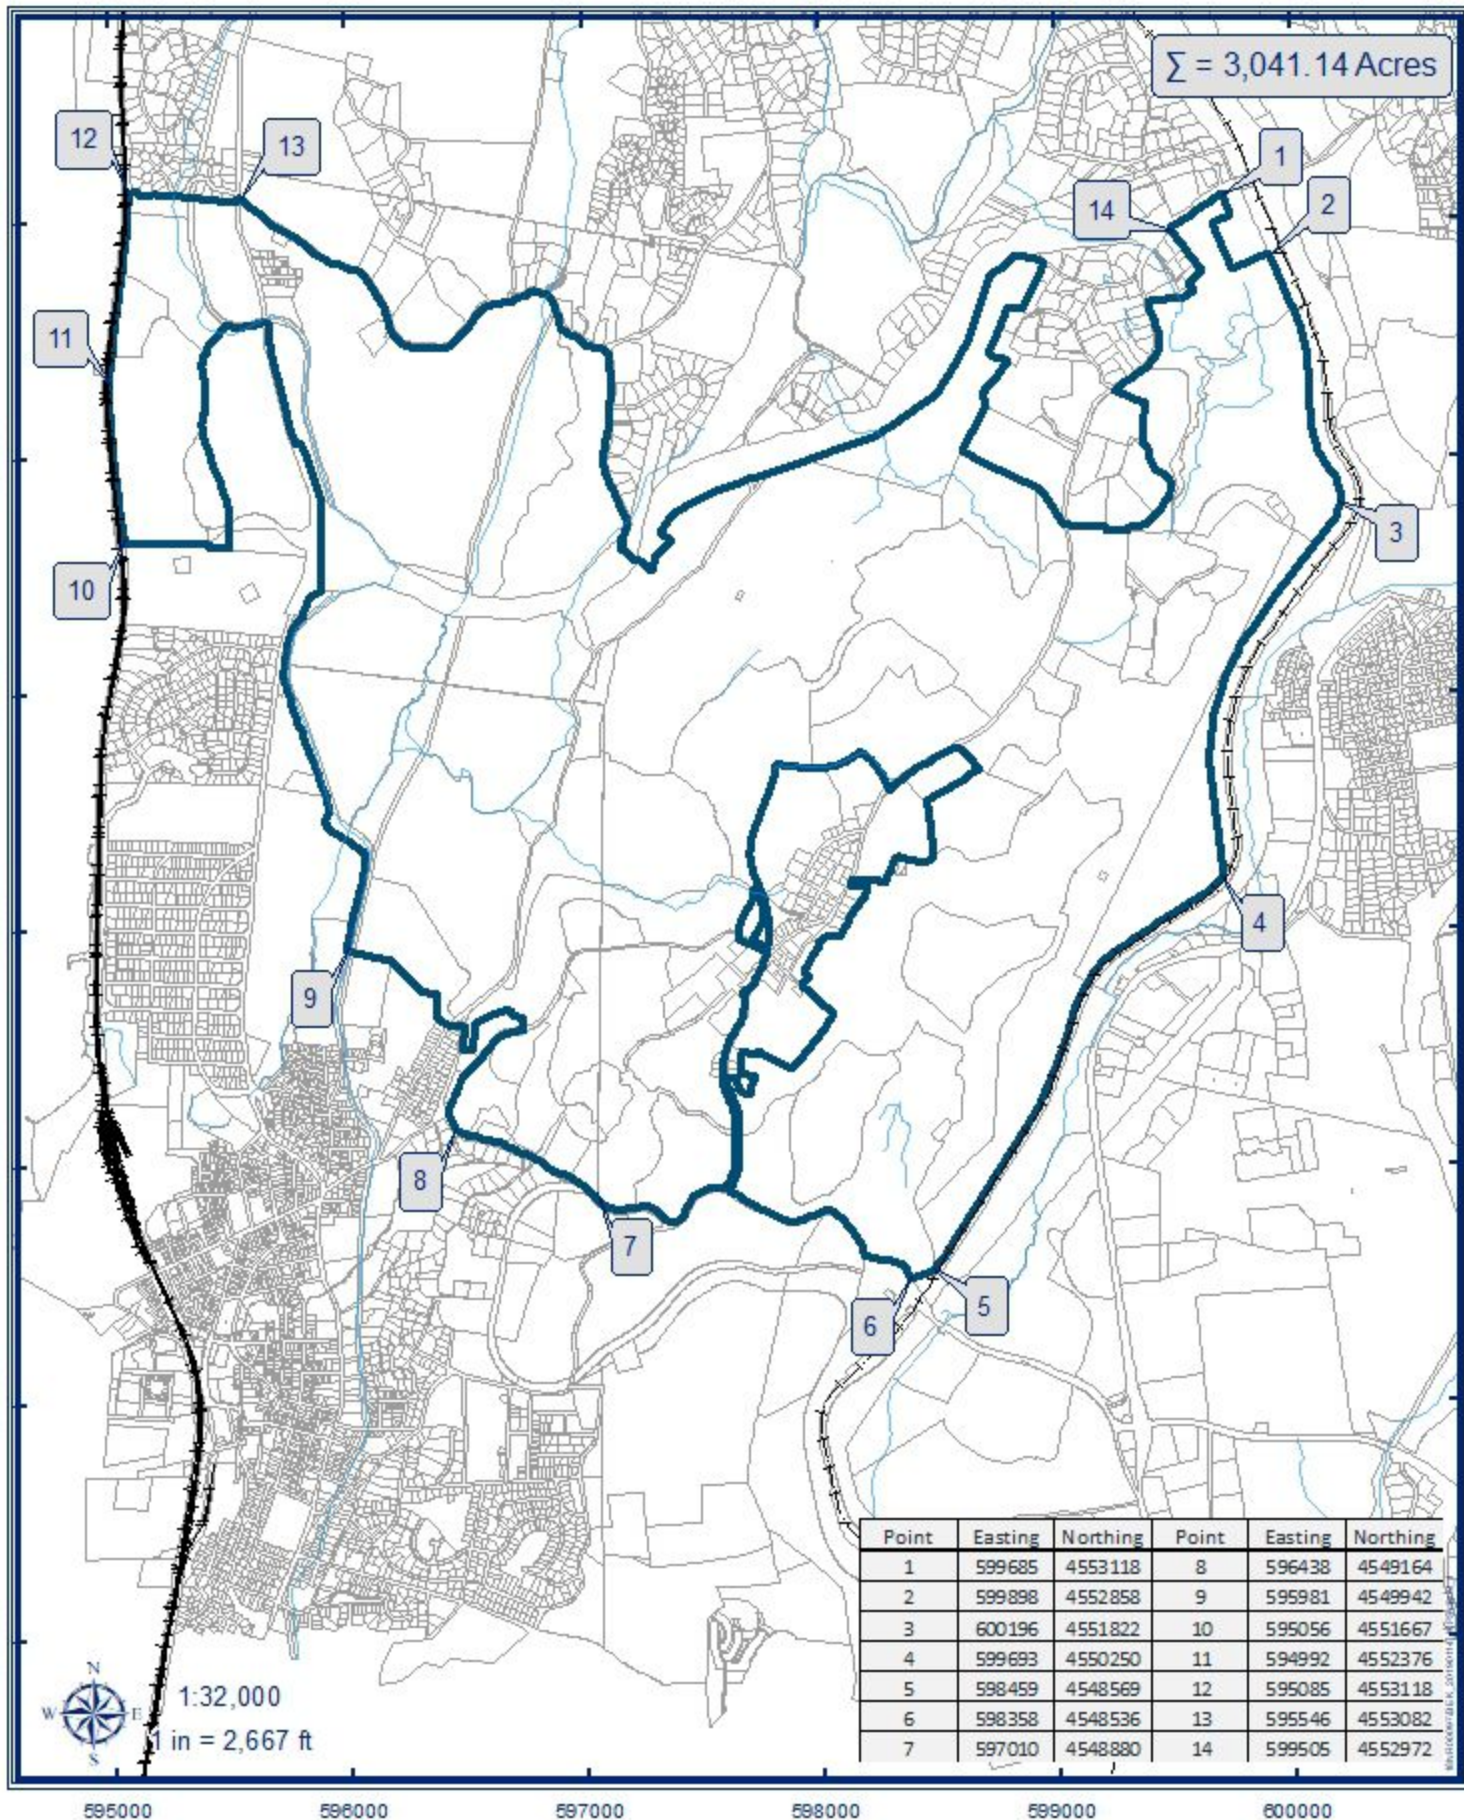 ∑ = 3,041.14 Acres
12
13
1
14
2
11
3
10
4
9
8
7
5
6
Point Easting Northing Point Easting Northing
1 599685 4553118 8 596438 4549164
2 599898 4552858 9 595981 4549942
3 600196 4551822 10 595056 4551667
4 599693 4550250 11 594992 4552376
5 598459 4548569 12 595085 4553118
6 598358 4548536 13 595546 4553082
7 597010 4548880 14 599505 4552972
N
W E
S
1:32,000
1 in = 2,667 ft
595000 596000 597000 598000 599000 600000